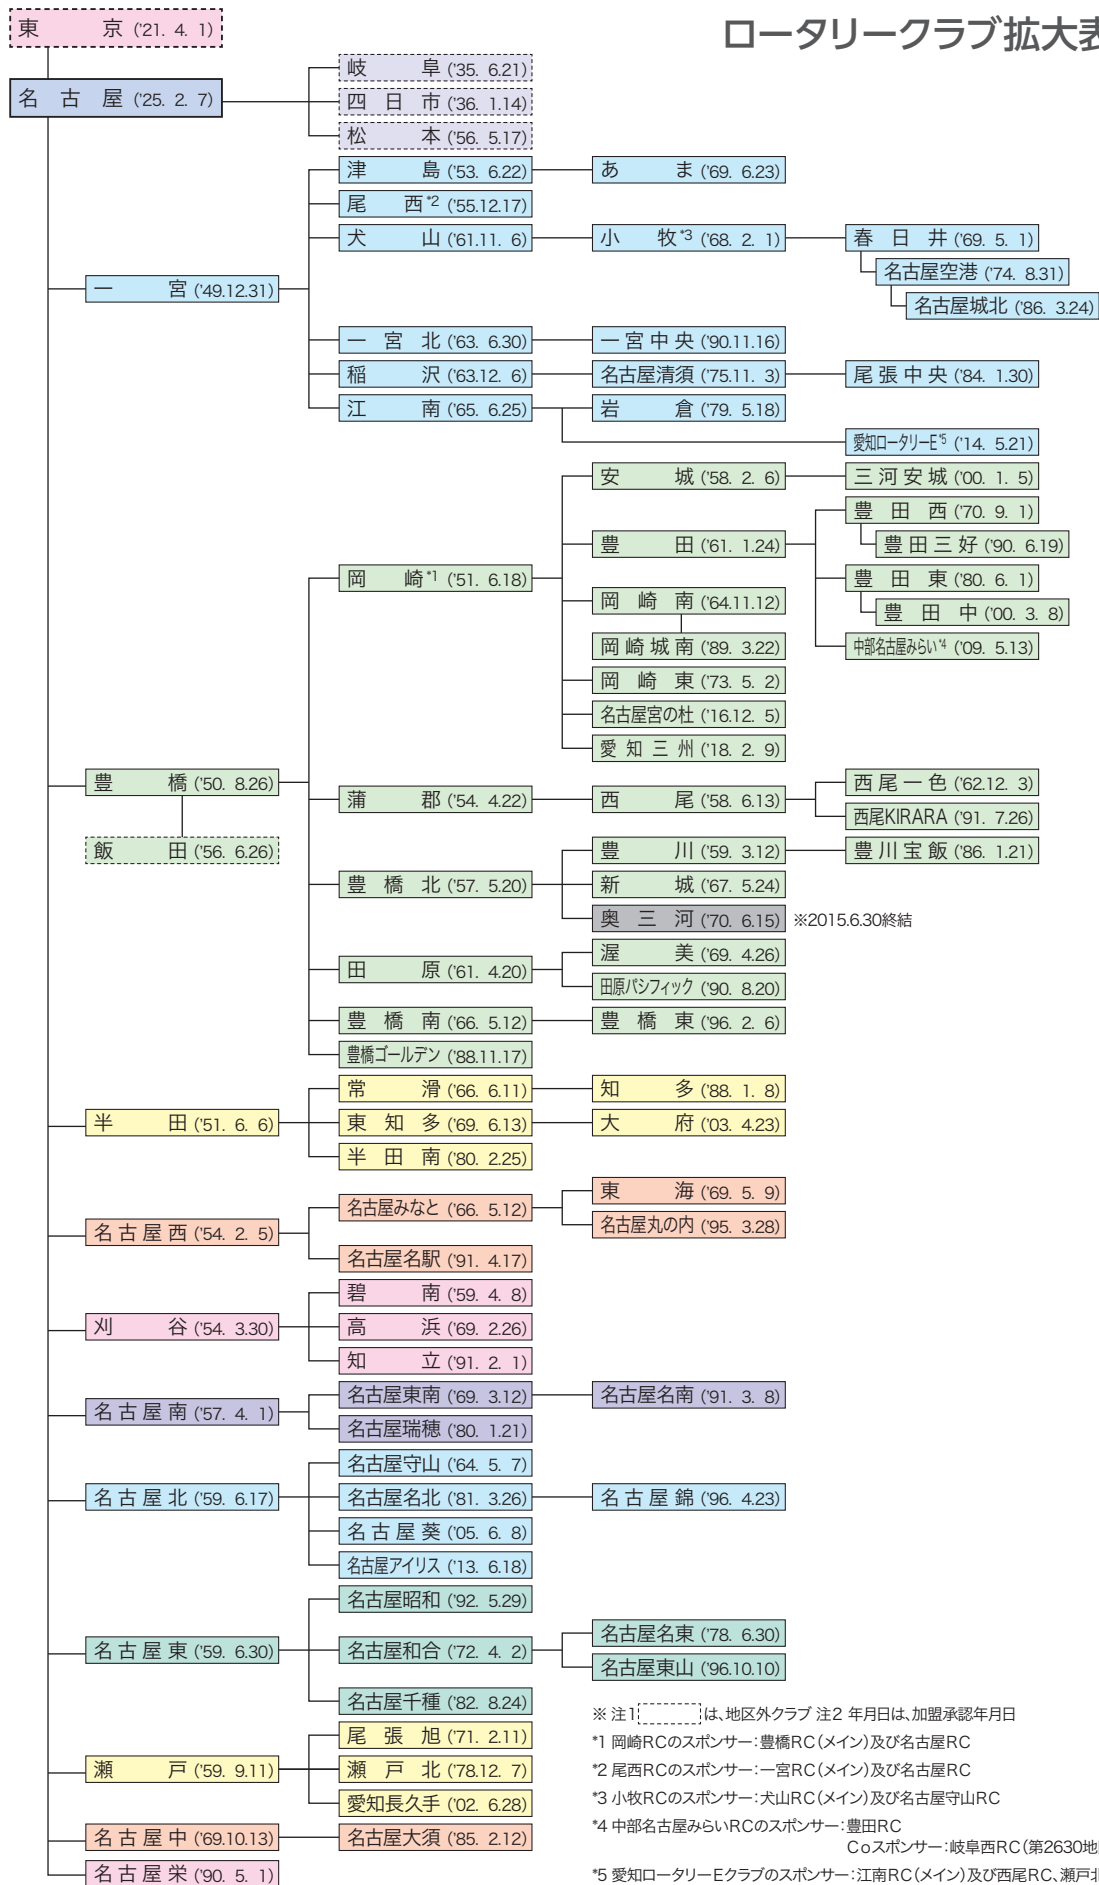 ロータリークラブ拡大表
東京 ('21. 4. 1)
名古屋 ('25. 2. 7)
岐阜 ('35. 6.21)
四日市 ('36. 1.14)
松本 ('56. 5.17)
一宮 ('49.12.31)
津島 ('53. 6.22)
あま ('69. 6.23)
尾西*2 ('55.12.17)
犬山 ('61.11. 6)
小牧*3 ('68. 2. 1)
春日井 ('69. 5. 1)
名古屋空港 ('74. 8.31)
名古屋城北 ('86. 3.24)
一宮北 ('63. 6.30)
一宮中央 ('90.11.16)
稲沢 ('63.12. 6)
名古屋清須 ('75.11. 3)
尾張中央 ('84. 1.30)
江南 ('65. 6.25)
岩倉 ('79. 5.18)
愛知ロータリーE*5 ('14. 5.21)
豊橋 ('50. 8.26)
飯田 ('56. 6.26)
岡崎*1 ('51. 6.18)
安城 ('58. 2. 6)
三河安城 ('00. 1. 5)
豊田 ('61. 1.24)
豊田西 ('70. 9. 1)
豊田三好 ('90. 6.19)
豊田東 ('80. 6. 1)
豊田中 ('00. 3. 8)
中部名古屋みらい*4 ('09. 5.13)
岡崎南 ('64.11.12)
岡崎城南 ('89. 3.22)
岡崎東 ('73. 5. 2)
名古屋宮の杜 ('16.12. 5)
愛知三州 ('18. 2. 9)
蒲郡 ('54. 4.22)
西尾 ('58. 6.13)
西尾一色 ('62.12. 3)
西尾KIRARA ('91. 7.26)
豊橋北 ('57. 5.20)
豊川 ('59. 3.12)
豊川宝飯 ('86. 1.21)
新城 ('67. 5.24)
奥三河 ('70. 6.15) ※2015.6.30終結
田原 ('61. 4.20)
渥美 ('69. 4.26)
田原パシフィック ('90. 8.20)
豊橋南 ('66. 5.12)
豊橋東 ('96. 2. 6)
豊橋ゴールデン ('88.11.17)
半田 ('51. 6. 6)
常滑 ('66. 6.11)
知多 ('88. 1. 8)
東知多 ('69. 6.13)
大府 ('03. 4.23)
半田南 ('80. 2.25)
名古屋西 ('54. 2. 5)
名古屋みなと ('66. 5.12)
東海 ('69. 5. 9)
名古屋丸の内 ('95. 3.28)
名古屋名駅 ('91. 4.17)
刈谷 ('54. 3.30)
碧南 ('59. 4. 8)
高浜 ('69. 2.26)
知立 ('91. 2. 1)
名古屋南 ('57. 4. 1)
名古屋東南 ('69. 3.12)
名古屋名南 ('91. 3. 8)
名古屋瑞穂 ('80. 1.21)
名古屋北 ('59. 6.17)
名古屋守山 ('64. 5. 7)
名古屋名北 ('81. 3.26)
名古屋錦 ('96. 4.23)
名古屋葵 ('05. 6. 8)
名古屋アイリス ('13. 6.18)
名古屋東 ('59. 6.30)
名古屋昭和 ('92. 5.29)
名古屋和合 ('72. 4. 2)
名古屋名東 ('78. 6.30)
名古屋東山 ('96.10.10)
名古屋千種 ('82. 8.24)
瀬戸 ('59. 9.11)
尾張旭 ('71. 2.11)
瀬戸北 ('78.12. 7)
愛知長久手 ('02. 6.28)
名古屋中 ('69.10.13)
名古屋大須 ('85. 2.12)
名古屋栄 ('90. 5. 1)
※ 注1 は、地区外クラブ 注2 年月日は、加盟承認年月日
*1 岡崎RCのスポンサー：豊橋RC(メイン)及び名古屋RC
*2 尾西RCのスポンサー：一宮RC(メイン)及び名古屋RC
*3 小牧RCのスポンサー：犬山RC(メイン)及び名古屋守山RC
*4 中部名古屋みらいRCのスポンサー：豊田RC
Coスポンサー：岐阜西RC(第2630地
*5 愛知ロータリーEクラブのスポンサー：江南RC(メイン)及び西尾RC、瀬戸北